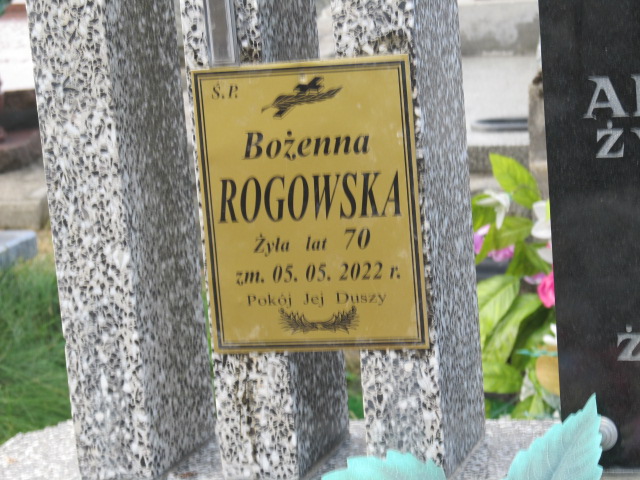 Ś.P.
Bożenna
ROGOWSKA
Żyła lat 70
zm. 05.05.2022 r.
Pokój Jej Duszy